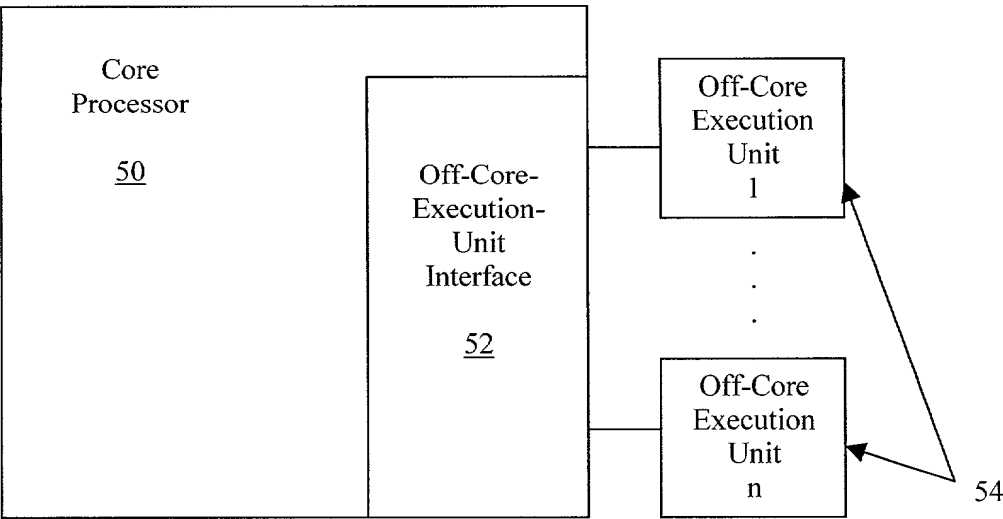 Core
Processor
50
Off-Core-
Execution-
Unit
Interface
52
Off-Core
Execution
Unit
1
.
.
.
Off-Core
Execution
Unit
n
54